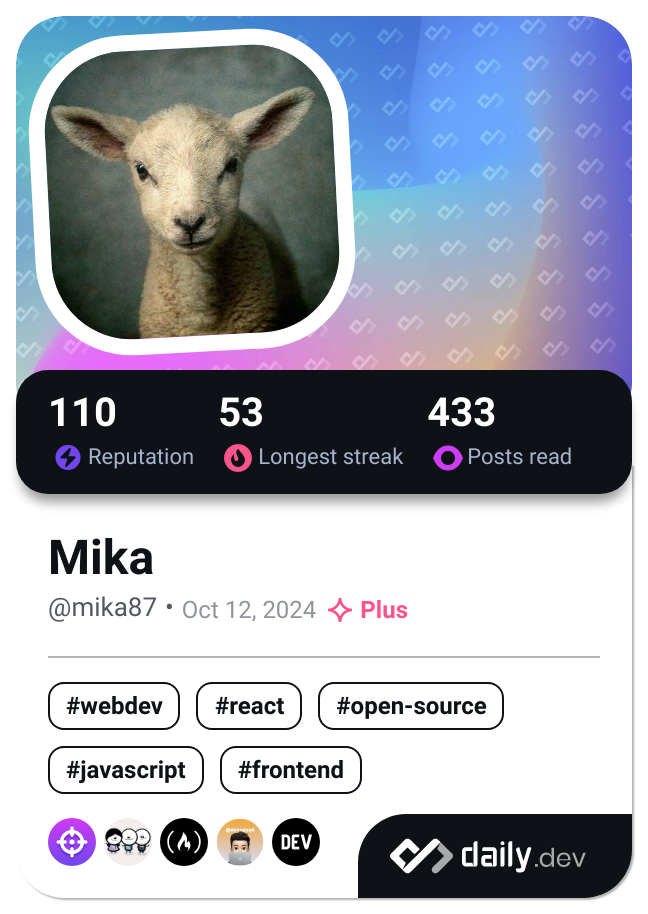 110 53 433
Reputation Longest streak Posts read
Mika
@mika87 • Oct 12, 2024 Plus
#webdev #react #open-source
#javascript #frontend
DEV
daily.dev